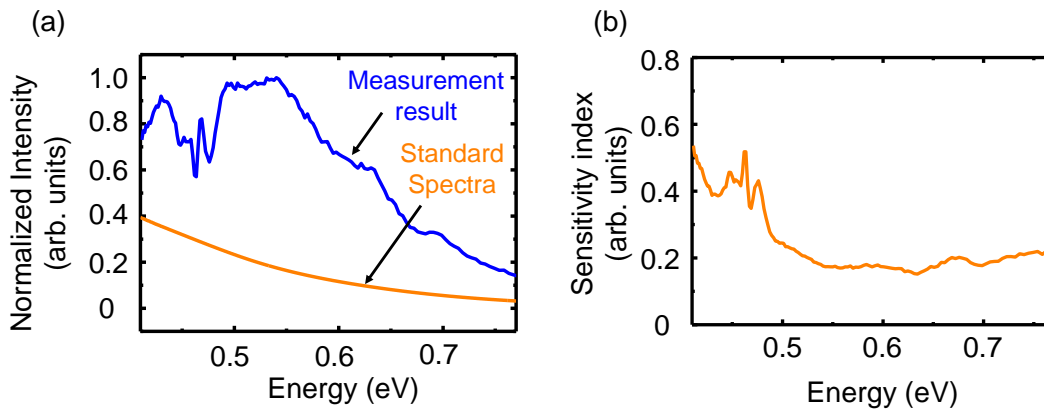 (a)
Normalized Intensity
(arb. units)
1.0
0.8
0.6
0.4
0.2
0
Measurement
result
Standard
Spectra
0.5
0.6
0.7
Energy (eV)
(b)
Sensitivity index
(arb. units)
0.8
0.6
0.4
0.2
0
0.5
0.6
0.7
Energy (eV)